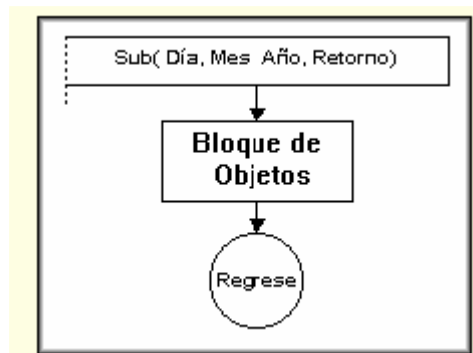 Sub( Día, Mes Año, Retorno)
Bloque de
Objetos
Regrese